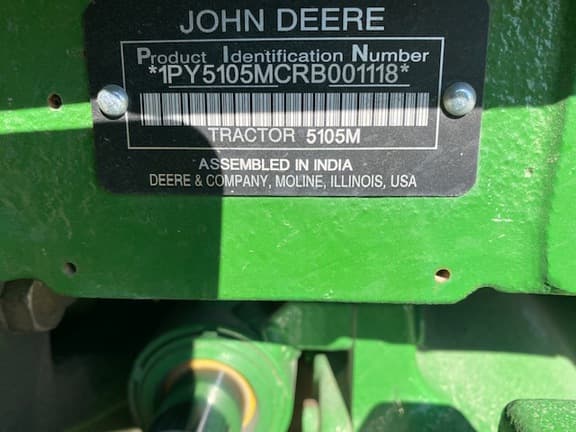 JOHN DEERE
Product Identification Number
*1PY5105MCRB001118*
TRACTOR 5105M
ASSEMBLED IN INDIA
DEERE & COMPANY, MOLINE, ILLINOIS, USA